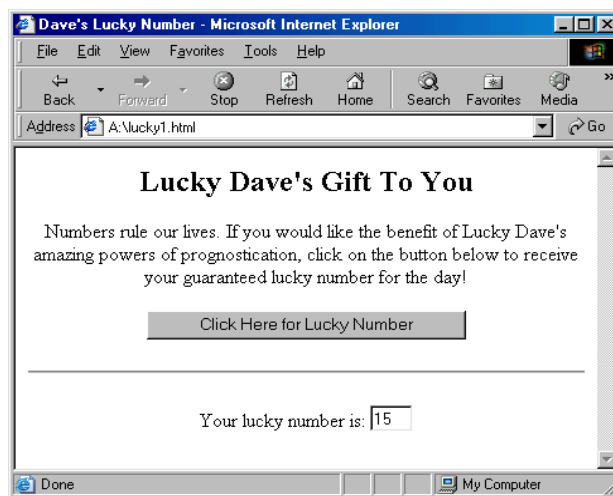 Dave's Lucky Number - Microsoft Internet Explorer
File Edit View Favorites Tools Help
Back Forward Stop Refresh Home Search Favorites Media »
Address A:\lucky1.html Go
Lucky Dave's Gift To You
Numbers rule our lives. If you would like the benefit of Lucky Dave's
amazing powers of prognostication, click on the button below to receive
your guaranteed lucky number for the day!
Click Here for Lucky Number
Your lucky number is: 15
Done My Computer